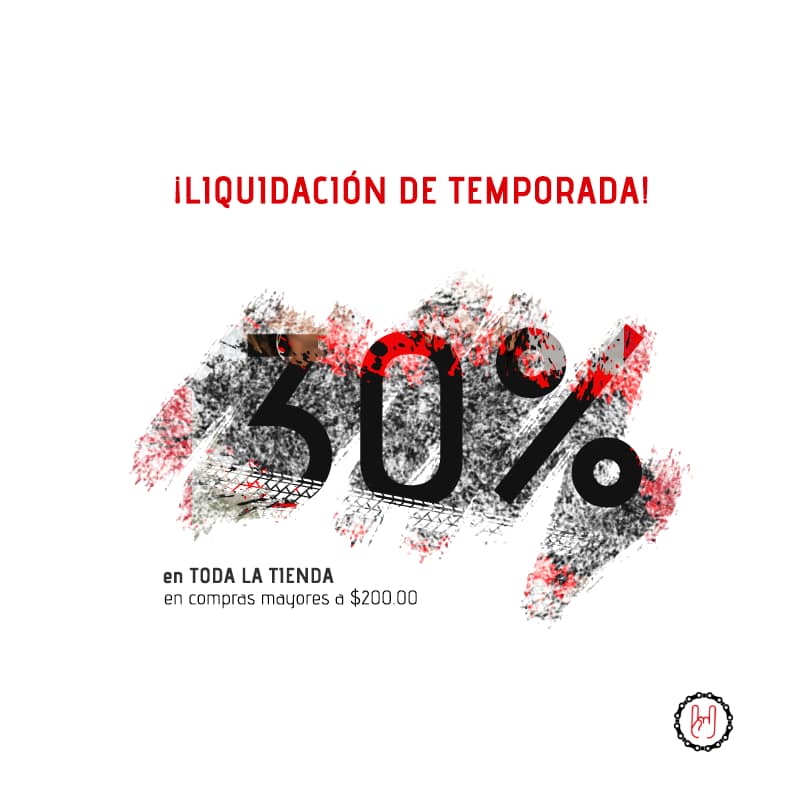 ¡LIQUIDACIÓN DE TEMPORADA!
30%
en TODA LA TIENDA
en compras mayores a $200.00